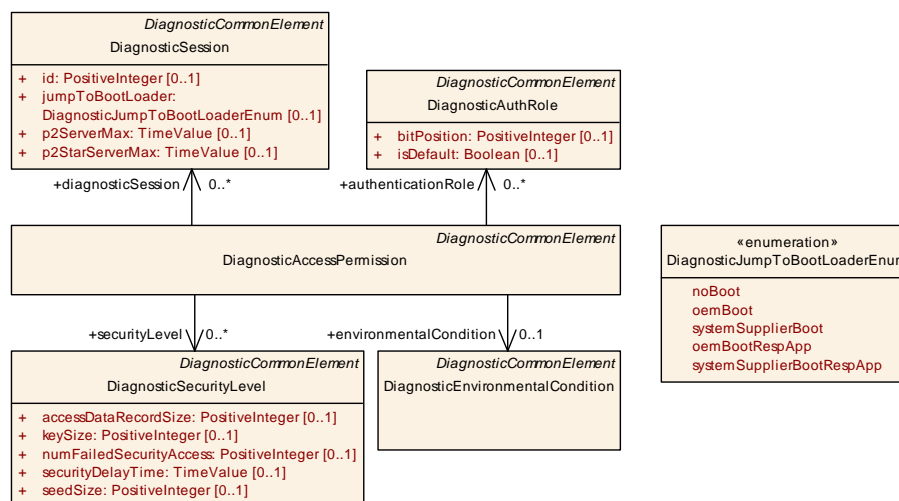 DiagnosticCommonElement
DiagnosticSession
+ id: PositiveInteger [0..1]
+ jumpToBootLoader:
DiagnosticJumpToBootLoaderEnum [0..1]
+ p2ServerMax: TimeValue [0..1]
+ p2StarServerMax: TimeValue [0..1]
DiagnosticCommonElement
DiagnosticAuthRole
+ bitPosition: PositiveInteger [0..1]
+ isDefault: Boolean [0..1]
+diagnosticSession 0..*
+authenticationRole 0..*
DiagnosticCommonElement
DiagnosticAccessPermission
«enumeration»
DiagnosticJumpToBootLoaderEnum
noBoot
oemBoot
systemSupplierBoot
oemBootRespApp
systemSupplierBootRespApp
+securityLevel 0..*
+environmentalCondition 0..1
DiagnosticCommonElement
DiagnosticSecurityLevel
+ accessDataRecordSize: PositiveInteger [0..1]
+ keySize: PositiveInteger [0..1]
+ numFailedSecurityAccess: PositiveInteger [0..1]
+ securityDelayTime: TimeValue [0..1]
+ seedSize: PositiveInteger [0..1]
DiagnosticCommonElement
DiagnosticEnvironmentalCondition